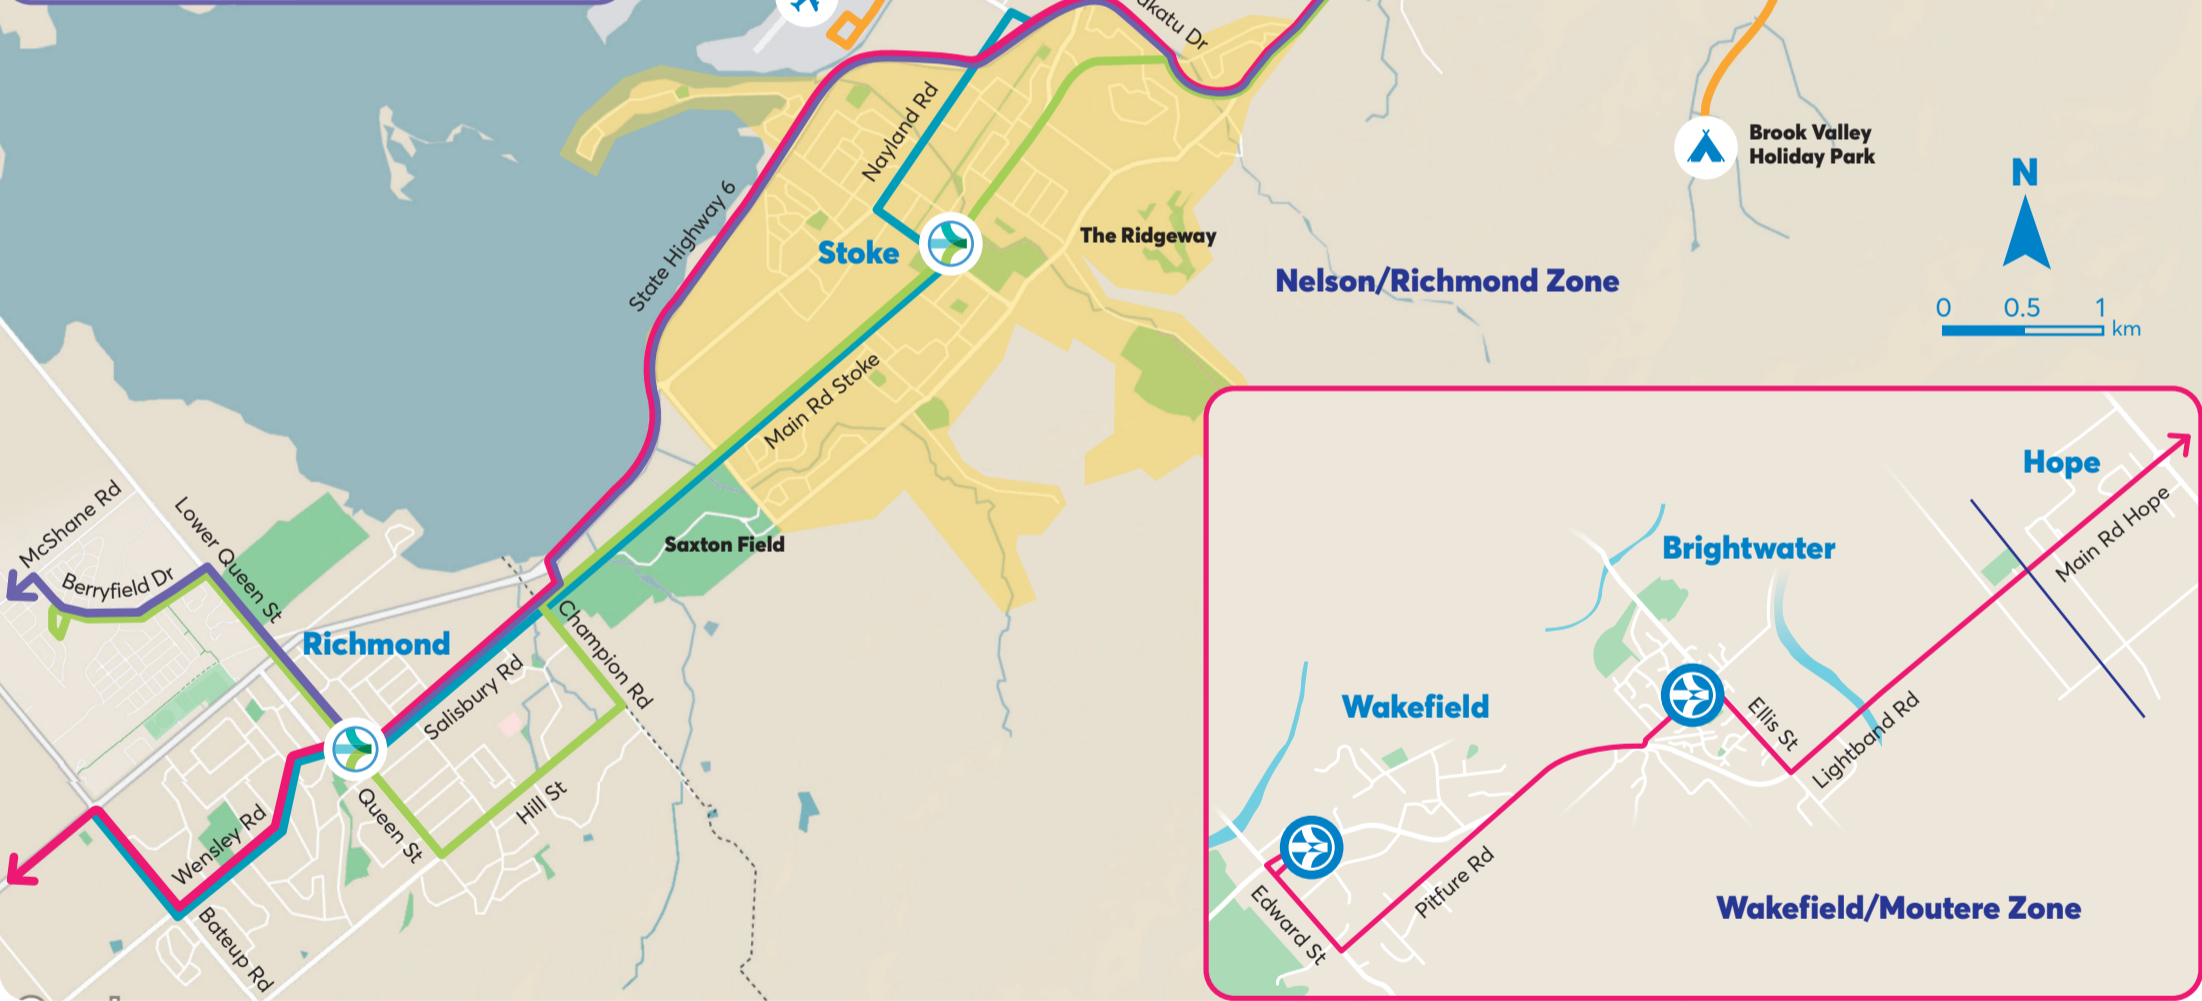 akatu Dr
Nayland Rd
Brook Valley
Holiday Park
N
State Highway 6
Stoke
The Ridgeway
Nelson/Richmond Zone
0 0.5 1
km
Main Rd Stoke
McShane Rd
Lower Queen St
Berryfield Dr
Saxton Field
Richmond
Champion Rd
Salisbury Rd
Hill St
Queen St
Wensley Rd
Bateup Rd
Hope
Main Rd Hope
Brightwater
Wakefield
Ellis St
Lightband Rd
Pitfure Rd
Edward St
Wakefield/Moutere Zone